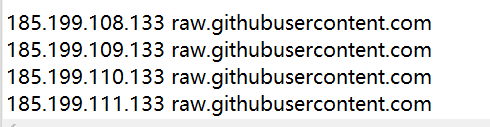 185.199.108.133 raw.githubusercontent.com
185.199.109.133 raw.githubusercontent.com
185.199.110.133 raw.githubusercontent.com
185.199.111.133 raw.githubusercontent.com